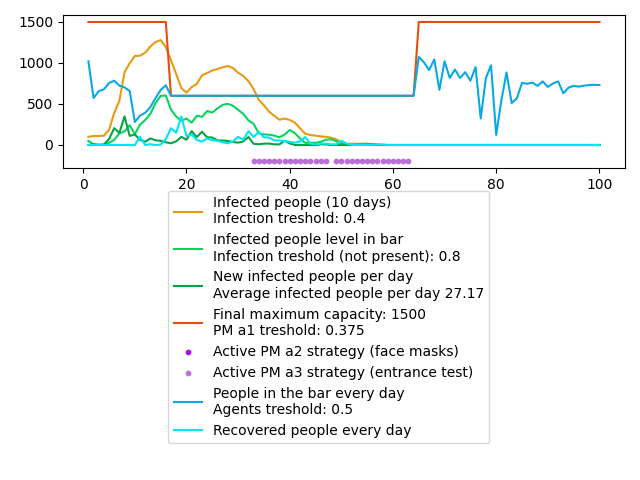 1500
1000
500
0
0 20 40 60 80 100
Infected people (10 days)
Infection treshold: 0.4
Infected people level in bar
Infection treshold (not present): 0.8
New infected people per day
Average infected people per day 27.17
Final maximum capacity: 1500
PM a1 treshold: 0.375
Active PM a2 strategy (face masks)
Active PM a3 strategy (entrance test)
People in the bar every day
Agents treshold: 0.5
Recovered people every day